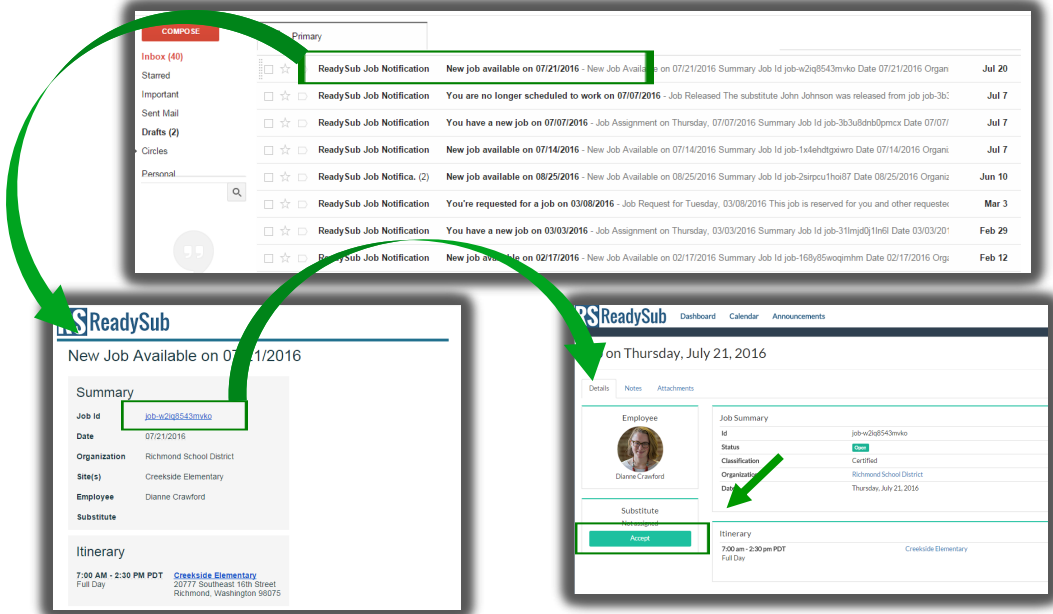 COMPOSE
Primary
Inbox (40)
Starred
Important
Sent Mail
Drafts (2)
Circles
Personal
ReadySub Job Notification New job available on 07/21/2016 - New Job Available on 07/21/2016 Summary Job Id job-w2iq8543mvko Date 07/21/2016 Organ Jul 20
ReadySub Job Notification You are no longer scheduled to work on 07/07/2016 - Job Released The substitute John Johnson was released from job job-3b Jul 7
ReadySub Job Notification You have a new job on 07/07/2016 - Job Assignment on Thursday, 07/07/2016 Summary Job Id job-3b3u8dnb0pmcx Date 07/07/ Jul 7
ReadySub Job Notification New job available on 07/14/2016 - New Job Available on 07/14/2016 Summary Job Id job-1x4ehdtgxiwro Date 07/14/2016 Organi Jul 7
ReadySub Job Notifica. (2) New job available on 08/25/2016 - New Job Available on 08/25/2016 Summary Job Id job-2sirpcu1hoi87 Date 08/25/2016 Organiz Jun 10
ReadySub Job Notification You're requested for a job on 03/08/2016 - Job Request for Tuesday, 03/08/2016 This job is reserved for you and other requested Mar 3
ReadySub Job Notification You have a new job on 03/03/2016 - Job Assignment on Thursday, 03/03/2016 Summary Job Id job-31lmjd0j1ln6l Date 03/03/201 Feb 29
ReadySub Job Notification New job available on 02/17/2016 - New Job Available on 02/17/2016 Summary Job Id job-168y85woqimhm Date 02/17/2016 Orga Feb 12
RS ReadySub
New Job Available on 07/21/2016
Summary
Job Id job-w2iq8543mvko
Date 07/21/2016
Organization Richmond School District
Site(s) Creekside Elementary
Employee Dianne Crawford
Substitute
Itinerary
7:00 AM - 2:30 PM PDT Creekside Elementary
Full Day 20777 Southeast 16th Street
Richmond, Washington 98075
RS ReadySub Dashboard Calendar Announcements
on Thursday, July 21, 2016
Details Notes Attachments
Employee
Dianne Crawford
Substitute
Not assigned
Accept
Job Summary
Id job-w2iq8543mvko
Status Open
Classification Certified
Organization Richmond School District
Date Thursday, July 21, 2016
Itinerary
7:00 am - 2:30 pm PDT Creekside Elementary
Full Day